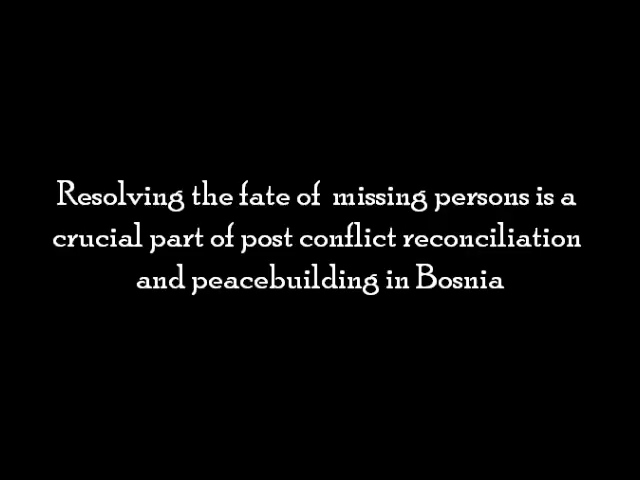 Resolving the fate of missing persons is a
crucial part of post conflict reconciliation
and peacebuilding in Bosnia